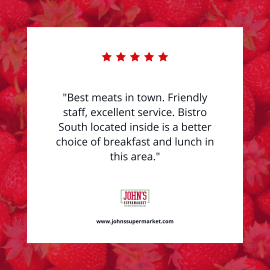 "Best meats in town. Friendly
staff, excellent service. Bistro
South located inside is a better
choice of breakfast and lunch in
this area."
JOHN'S
SUPERMARKET
www.johnssupermarket.com